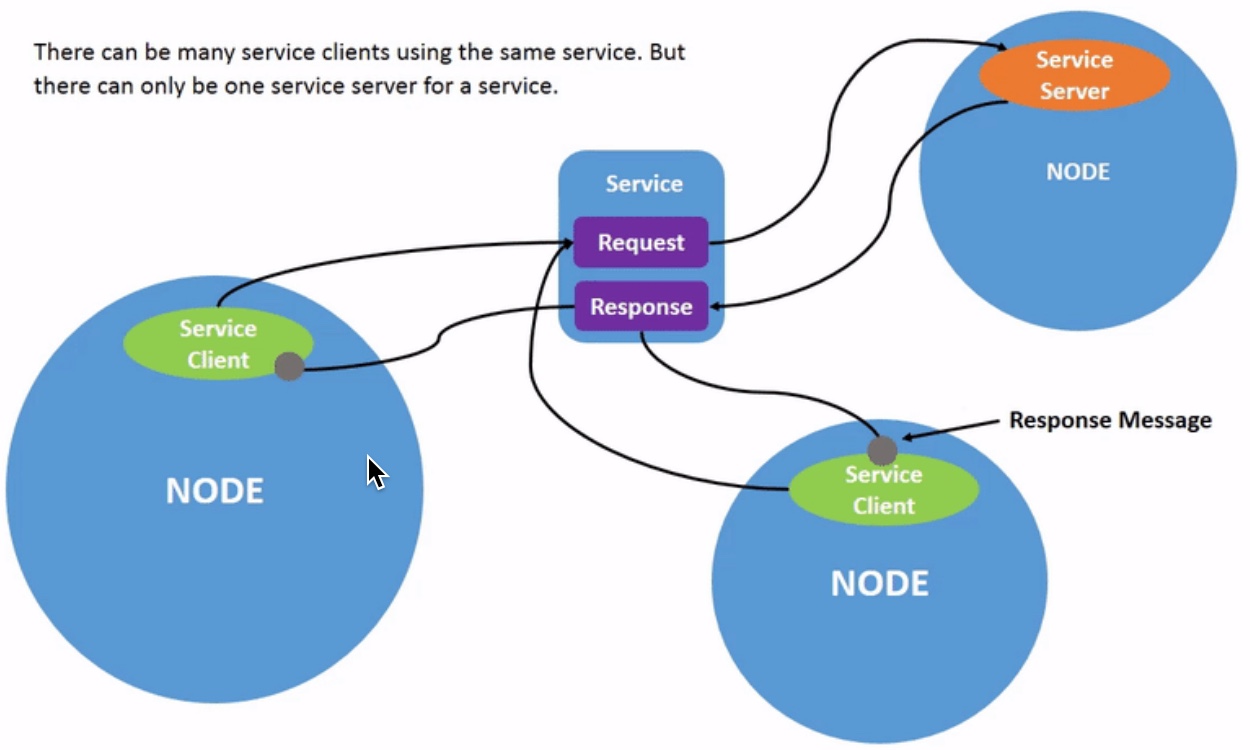 There can be many service clients using the same service. But
there can only be one service server for a service.
Service
Server
NODE
Service
Request
Response
Service
Client
NODE
Response Message
Service
Client
NODE